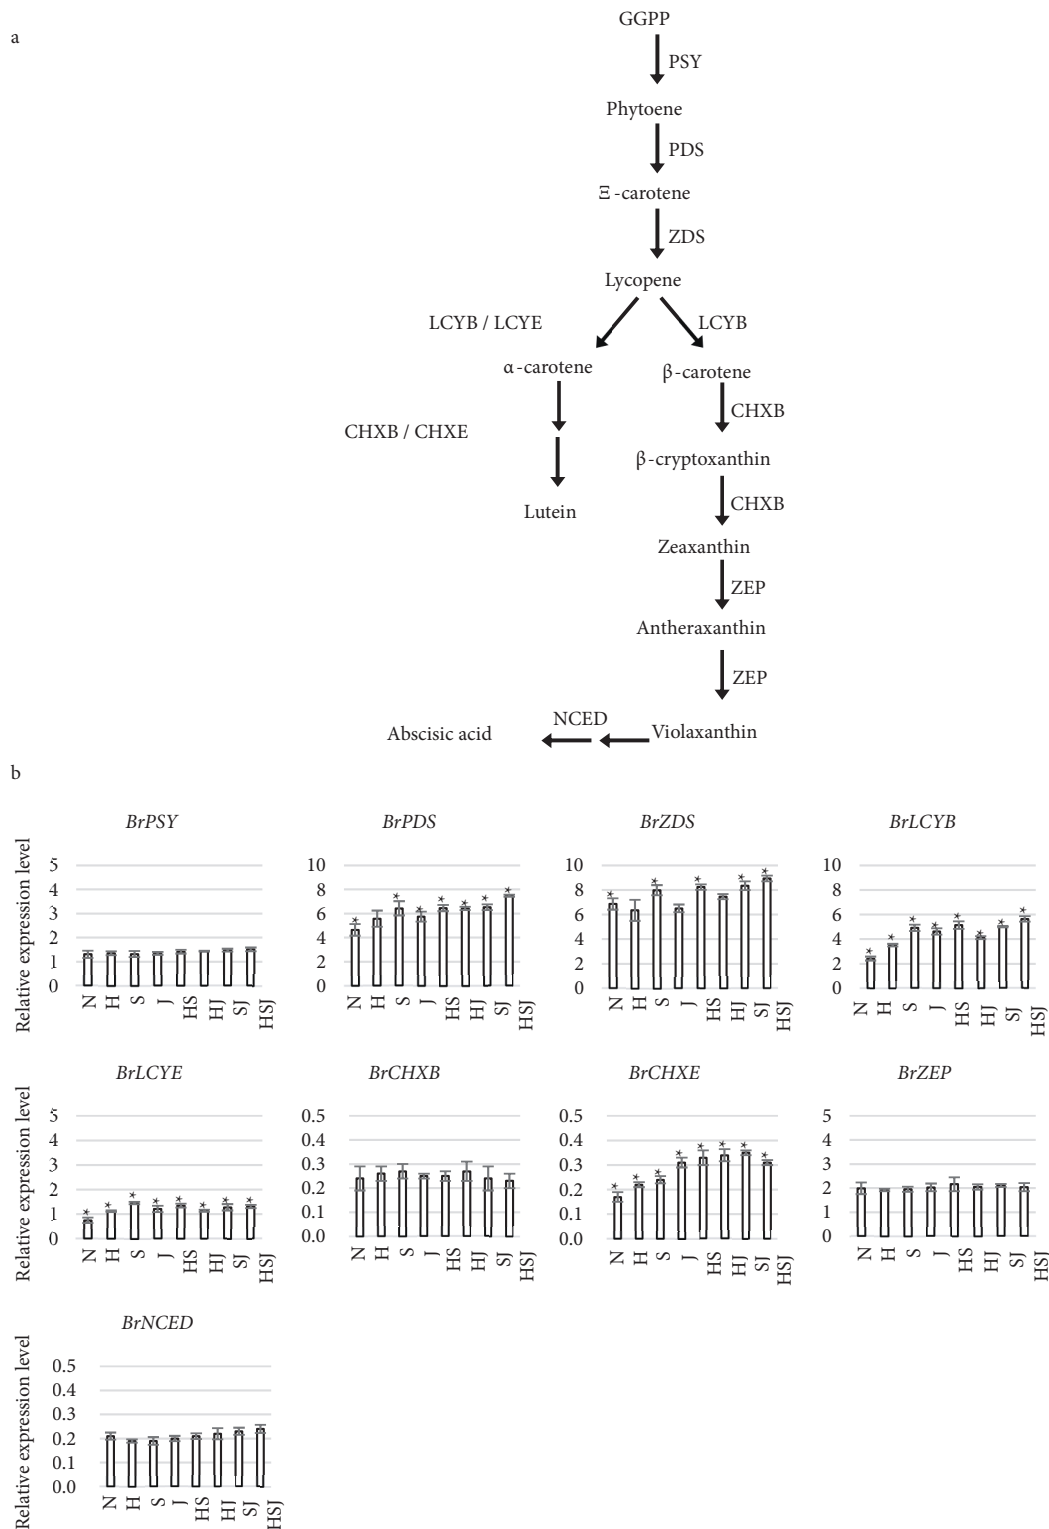 a
GGPP
PSY
Phytoene
PDS
Ξ-carotene
ZDS
Lycopene
LCYB / LCYE
LCYB
α-carotene
β-carotene
CHXB
CHXB / CHXE
β-cryptoxanthin
CHXB
Lutein
Zeaxanthin
ZEP
Antheraxanthin
ZEP
NCED
Abscisic acid
Violaxanthin
b
BrPSY
Relative expression level
5
4
3
2
1
0
N H S J HS HJ SJ HSJ
BrPDS
10
8
6
4
2
0
* * * * * * *
N H S J HS HJ SJ HSJ
BrZDS
10
8
6
4
2
0
* * * * *
N H S J HS HJ SJ HSJ
BrLCYB
10
8
6
4
2
0
* * * * * * * *
N H S J HS HJ SJ HSJ
BrLCYE
Relative expression level
5
4
3
2
1
0
* * * * * * * *
N H S J HS HJ SJ HSJ
BrCHXB
0.5
0.4
0.3
0.2
0.1
0.0
N H S J HS HJ SJ HSJ
BrCHXE
0.5
0.4
0.3
0.2
0.1
0.0
* * * * * * * *
N H S J HS HJ SJ HSJ
BrZEP
5
4
3
2
1
0
N H S J HS HJ SJ HSJ
BrNCED
Relative expression level
0.5
0.4
0.3
0.2
0.1
0.0
N H S J HS HJ SJ HSJ